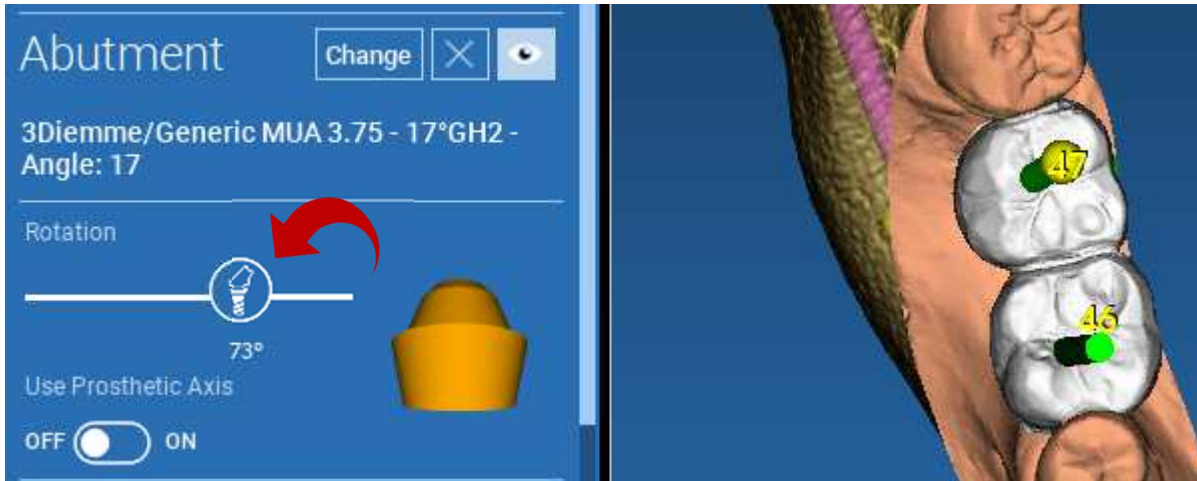 Abutment
Change
3Diemme/Generic MUA 3.75 - 17°GH2 -
Angle: 17
Rotation
73º
Use Prosthetic Axis
OFF ON
47
46